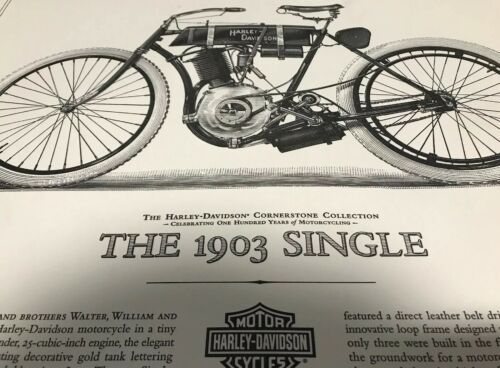 HARLEY-
DAVIDSON
THE HARLEY-DAVIDSON® CORNERSTONE COLLECTION
– CELEBRATING ONE HUNDRED YEARS of MOTORCYCLING –
THE 1903 SINGLE
AND BROTHERS WALTER, WILLIAM AND
Harley-Davidson motorcycle in a tiny
nder, 25-cubic-inch engine, the elegant
ting decorative gold tank lettering
MOTOR
HARLEY-DAVIDSON
CYCLES®
featured a direct leather belt dri
innovative loop frame designed
only three were built in the f
the groundwork for a motor